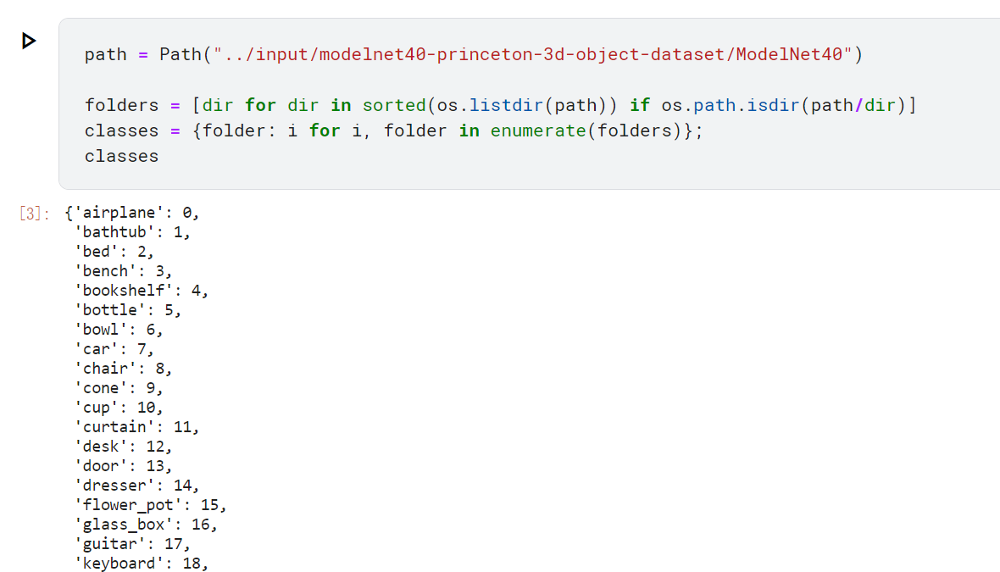 path = Path("../input/modelnet40-princeton-3d-object-dataset/ModelNet40")
folders = [dir for dir in sorted(os.listdir(path)) if os.path.isdir(path/dir)]
classes = {folder: i for i, folder in enumerate(folders)};
classes
[3]: {'airplane': 0,
'bathtub': 1,
'bed': 2,
'bench': 3,
'bookshelf': 4,
'bottle': 5,
'bowl': 6,
'car': 7,
'chair': 8,
'cone': 9,
'cup': 10,
'curtain': 11,
'desk': 12,
'door': 13,
'dresser': 14,
'flower_pot': 15,
'glass_box': 16,
'guitar': 17,
'keyboard': 18,